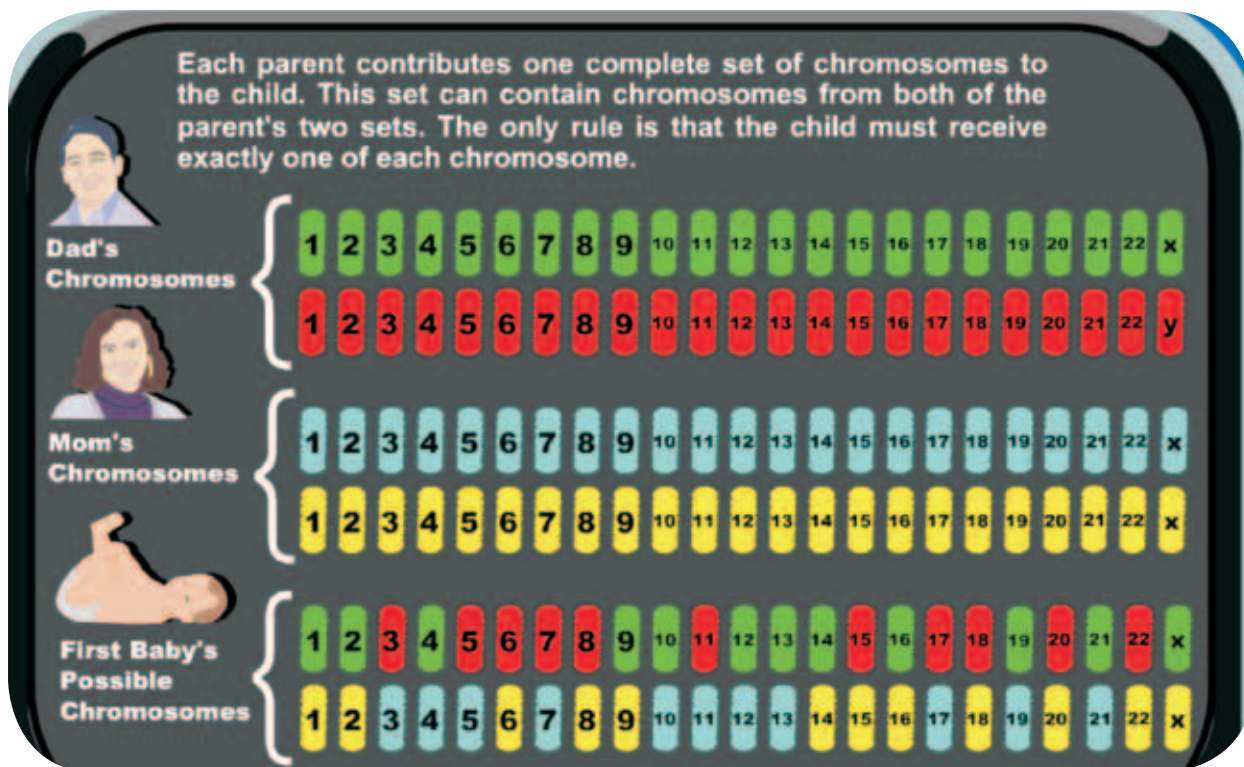 Each parent contributes one complete set of chromosomes to
the child. This set can contain chromosomes from both of the
parent's two sets. The only rule is that the child must receive
exactly one of each chromosome.
Dad's
Chromosomes
1 2 3 4 5 6 7 8 9 10 11 12 13 14 15 16 17 18 19 20 21 22 x
1 2 3 4 5 6 7 8 9 10 11 12 13 14 15 16 17 18 19 20 21 22 y
Mom's
Chromosomes
1 2 3 4 5 6 7 8 9 10 11 12 13 14 15 16 17 18 19 20 21 22 x
1 2 3 4 5 6 7 8 9 10 11 12 13 14 15 16 17 18 19 20 21 22 x
First Baby's
Possible
Chromosomes
1 2 3 4 5 6 7 8 9 10 11 12 13 14 15 16 17 18 19 20 21 22 x
1 2 3 4 5 6 7 8 9 10 11 12 13 14 15 16 17 18 19 20 21 22 x